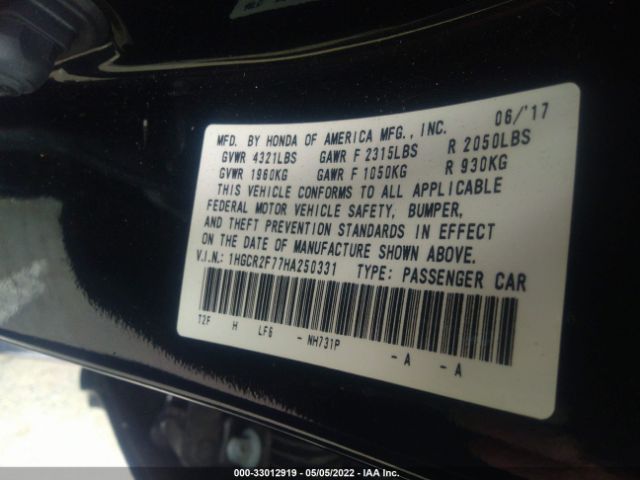 06/'17
MFD. BY HONDA OF AMERICA MFG., INC.
GVWR 4321LBS GAWR F 2315LBS R 2050LBS
GVWR 1960KG GAWR F 1050KG R 930KG
THIS VEHICLE CONFORMS TO ALL APPLICABLE
FEDERAL MOTOR VEHICLE SAFETY, BUMPER,
AND THEFT PREVENTION STANDARDS IN EFFECT
ON THE DATE OF MANUFACTURE SHOWN ABOVE.
V.I.N.: 1HGCR2F77HA250331 TYPE: PASSENGER CAR
T2F H LF6 - NH731P - A - A
000-33012919 - 05/05/2022 - IAA Inc.